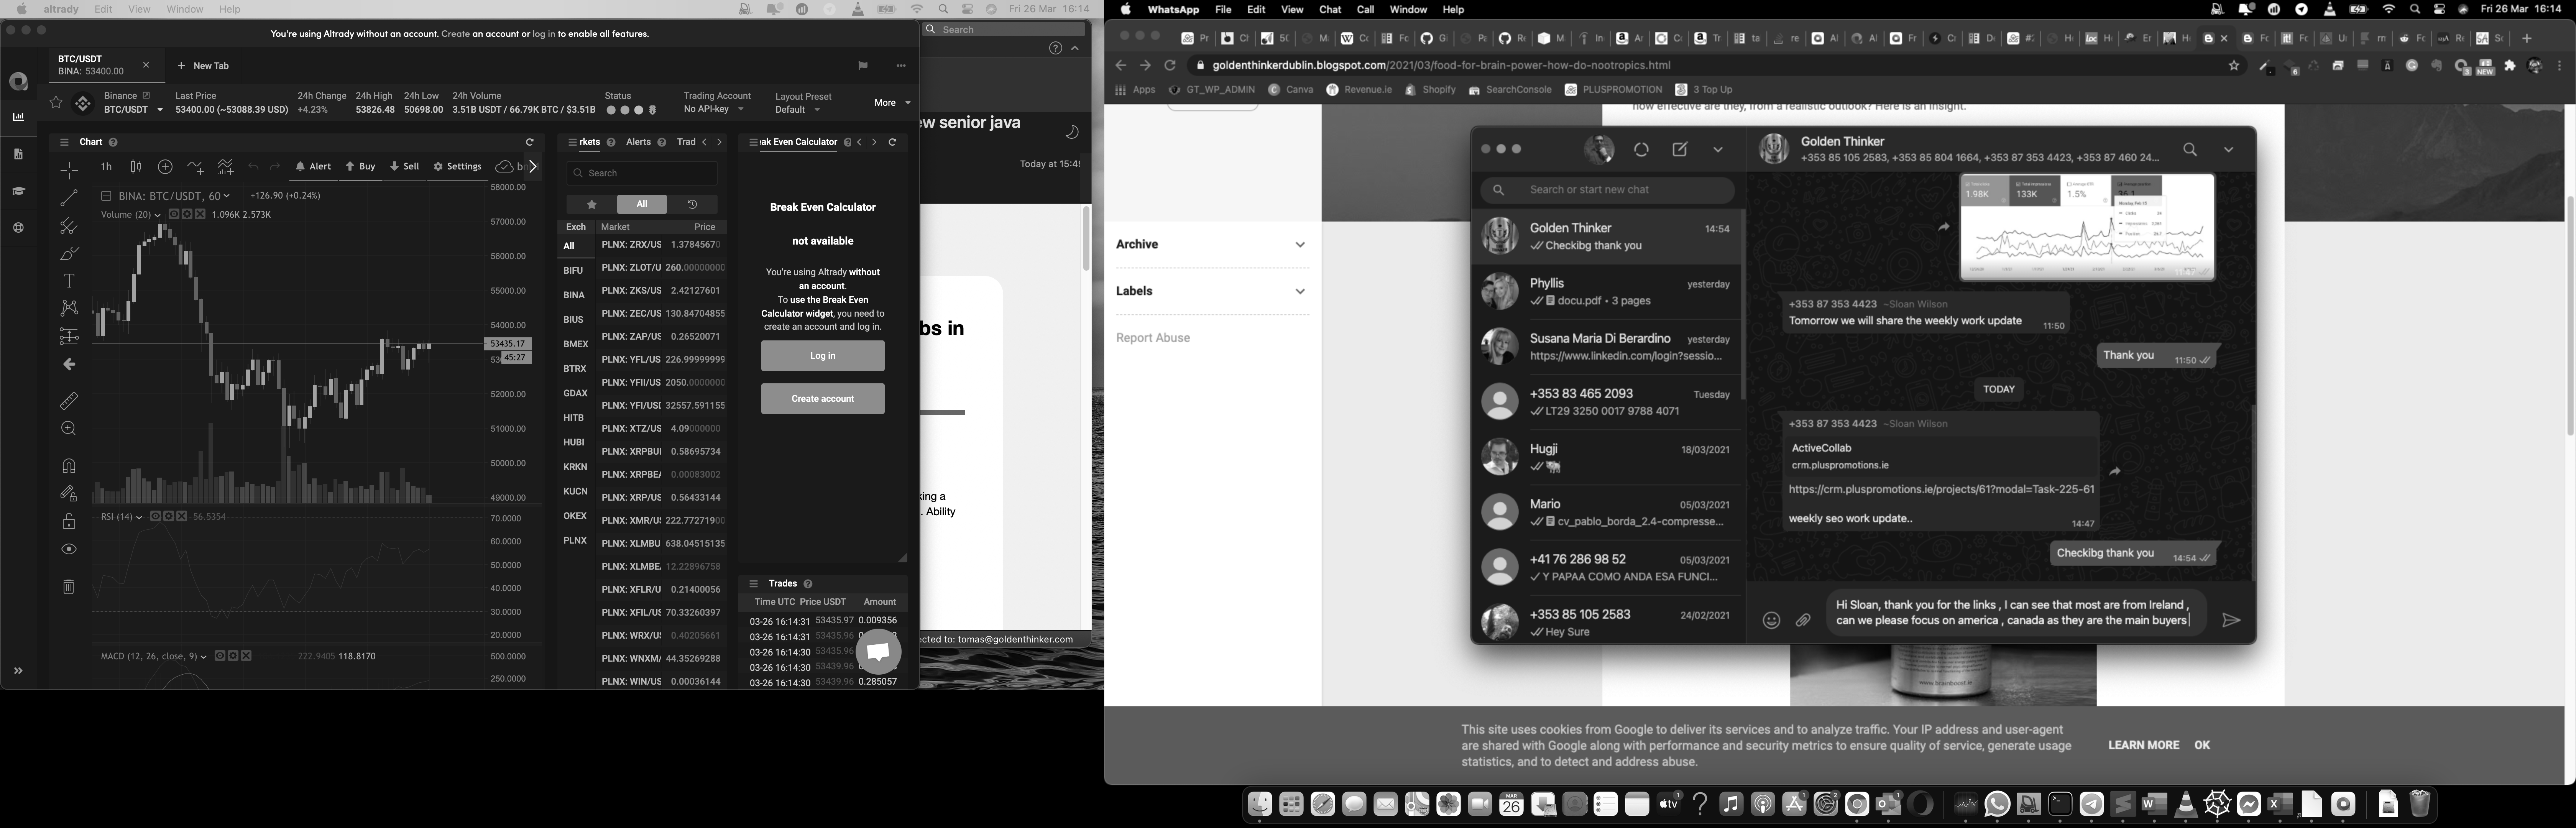 altrady Edit View Window Help
Fri 26 Mar 16:14
You're using Altrady without an account. Create an account or log in to enable all features.
BTC/USDT
BINA: 53400.00
New Tab
Binance
BTC/USDT
Last Price
53400.00 (~53088.39 USD)
24h Change
+4.23%
24h High
53826.48
24h Low
50698.00
24h Volume
3.51B USDT / 66.79K BTC / $3.51B
Status
Trading Account
No API-key
Layout Preset
Default
More
Chart
1h
Alert
Buy
Sell
Settings
BINA: BTC/USDT, 60
+126.90 (+0.24%)
Volume (20)
1.096K 2.573K
58000.00
57000.00
56000.00
55000.00
54000.00
53435.17
45:27
52000.00
51000.00
50000.00
49000.00
RSI (14)
56.5354
70.0000
60.0000
50.0000
40.0000
30.0000
20.0000
MACD (12, 26, close, 9)
222.9405 118.8170
500.0000
250.0000
rkets
Alerts
Trad
Search
All
Exch Market Price
All
BIFU
BINA
BIUS
BMEX
BTRX
GDAX
HITB
HUBI
KRKN
KUCN
OKEX
PLNX
PLNX: ZRX/US 1.37845670
PLNX: ZLOT/U 260.00000000
PLNX: ZKS/US 2.42127601
PLNX: ZEC/US 130.84704855
PLNX: ZAP/US 0.26520071
PLNX: YFL/US 226.99999999
PLNX: YFII/US 2050.0000000
PLNX: YFI/USD 32557.591155
PLNX: XTZ/US 4.09000000
PLNX: XRPBUI 0.58695734
PLNX: XRPBEA 0.00083002
PLNX: XRP/US 0.56433144
PLNX: XMR/US 222.77271900
PLNX: XLMBU 638.04515135
PLNX: XLMBE 12.22896758
PLNX: XFLR/U 0.21400056
PLNX: XFIL/US 70.33260397
PLNX: WRX/US 0.40205661
PLNX: WNXM/ 44.35269288
PLNX: WIN/US 0.00036144
eak Even Calculator
Break Even Calculator
not available
You're using Altrady without
an account.
To use the Break Even
Calculator widget, you need to
create an account and log in.
Log in
Create account
Trades
Time UTC Price USDT Amount
03-26 16:14:31 53435.97 0.009356
03-26 16:14:31 53435.96
03-26 16:14:31 53435.96
03-26 16:14:30 53439.96
03-26 16:14:30 53439.96 0.285057
Search
ew senior java
Today at 15:49
bs in
king a
. Ability
ected to: tomas@goldenthinker.com
WhatsApp File Edit View Chat Call Window Help
Fri 26 Mar 16:14
goldenthinkerdublin.blogspot.com/2021/03/food-for-brain-power-how-do-nootropics.html
Apps
GT_WP_ADMIN
Canva
Revenue.ie
Shopify
SearchConsole
PLUSPROMOTION
3 Top Up
how effective are they, from a realistic outlook? Here is an insight.
Archive
Labels
Report Abuse
Search or start new chat
Golden Thinker 14:54
Checkibg thank you
Phyllis yesterday
docu.pdf • 3 pages
Susana Maria Di Berardino yesterday
https://www.linkedin.com/login?sessio...
+353 83 465 2093 Tuesday
LT29 3250 0017 9788 4071
Hugji 18/03/2021
Mario 05/03/2021
cv_pablo_borda_2.4-compresse...
+41 76 286 98 52 05/03/2021
Y PAPAA COMO ANDA ESA FUNCI...
+353 85 105 2583 24/02/2021
Hey Sure
Golden Thinker
+353 85 105 2583, +353 85 804 1664, +353 87 353 4423, +353 87 460 24...
1.98K 133K 1.5% 36.1
+353 87 353 4423 ~Sloan Wilson
Tomorrow we will share the weekly work update
11:50
Thank you
11:50
TODAY
+353 87 353 4423 ~Sloan Wilson
ActiveCollab
crm.pluspromotions.ie
https://crm.pluspromotions.ie/projects/61?modal=Task-225-61
weekly seo work update..
14:47
Checkibg thank you
14:54
Hi Sloan, thank you for the links , I can see that most are from Ireland ,
can we please focus on america , canada as they are the main buyers
This site uses cookies from Google to deliver its services and to analyze traffic. Your IP address and user-agent
are shared with Google along with performance and security metrics to ensure quality of service, generate usage
statistics, and to detect and address abuse.
LEARN MORE OK